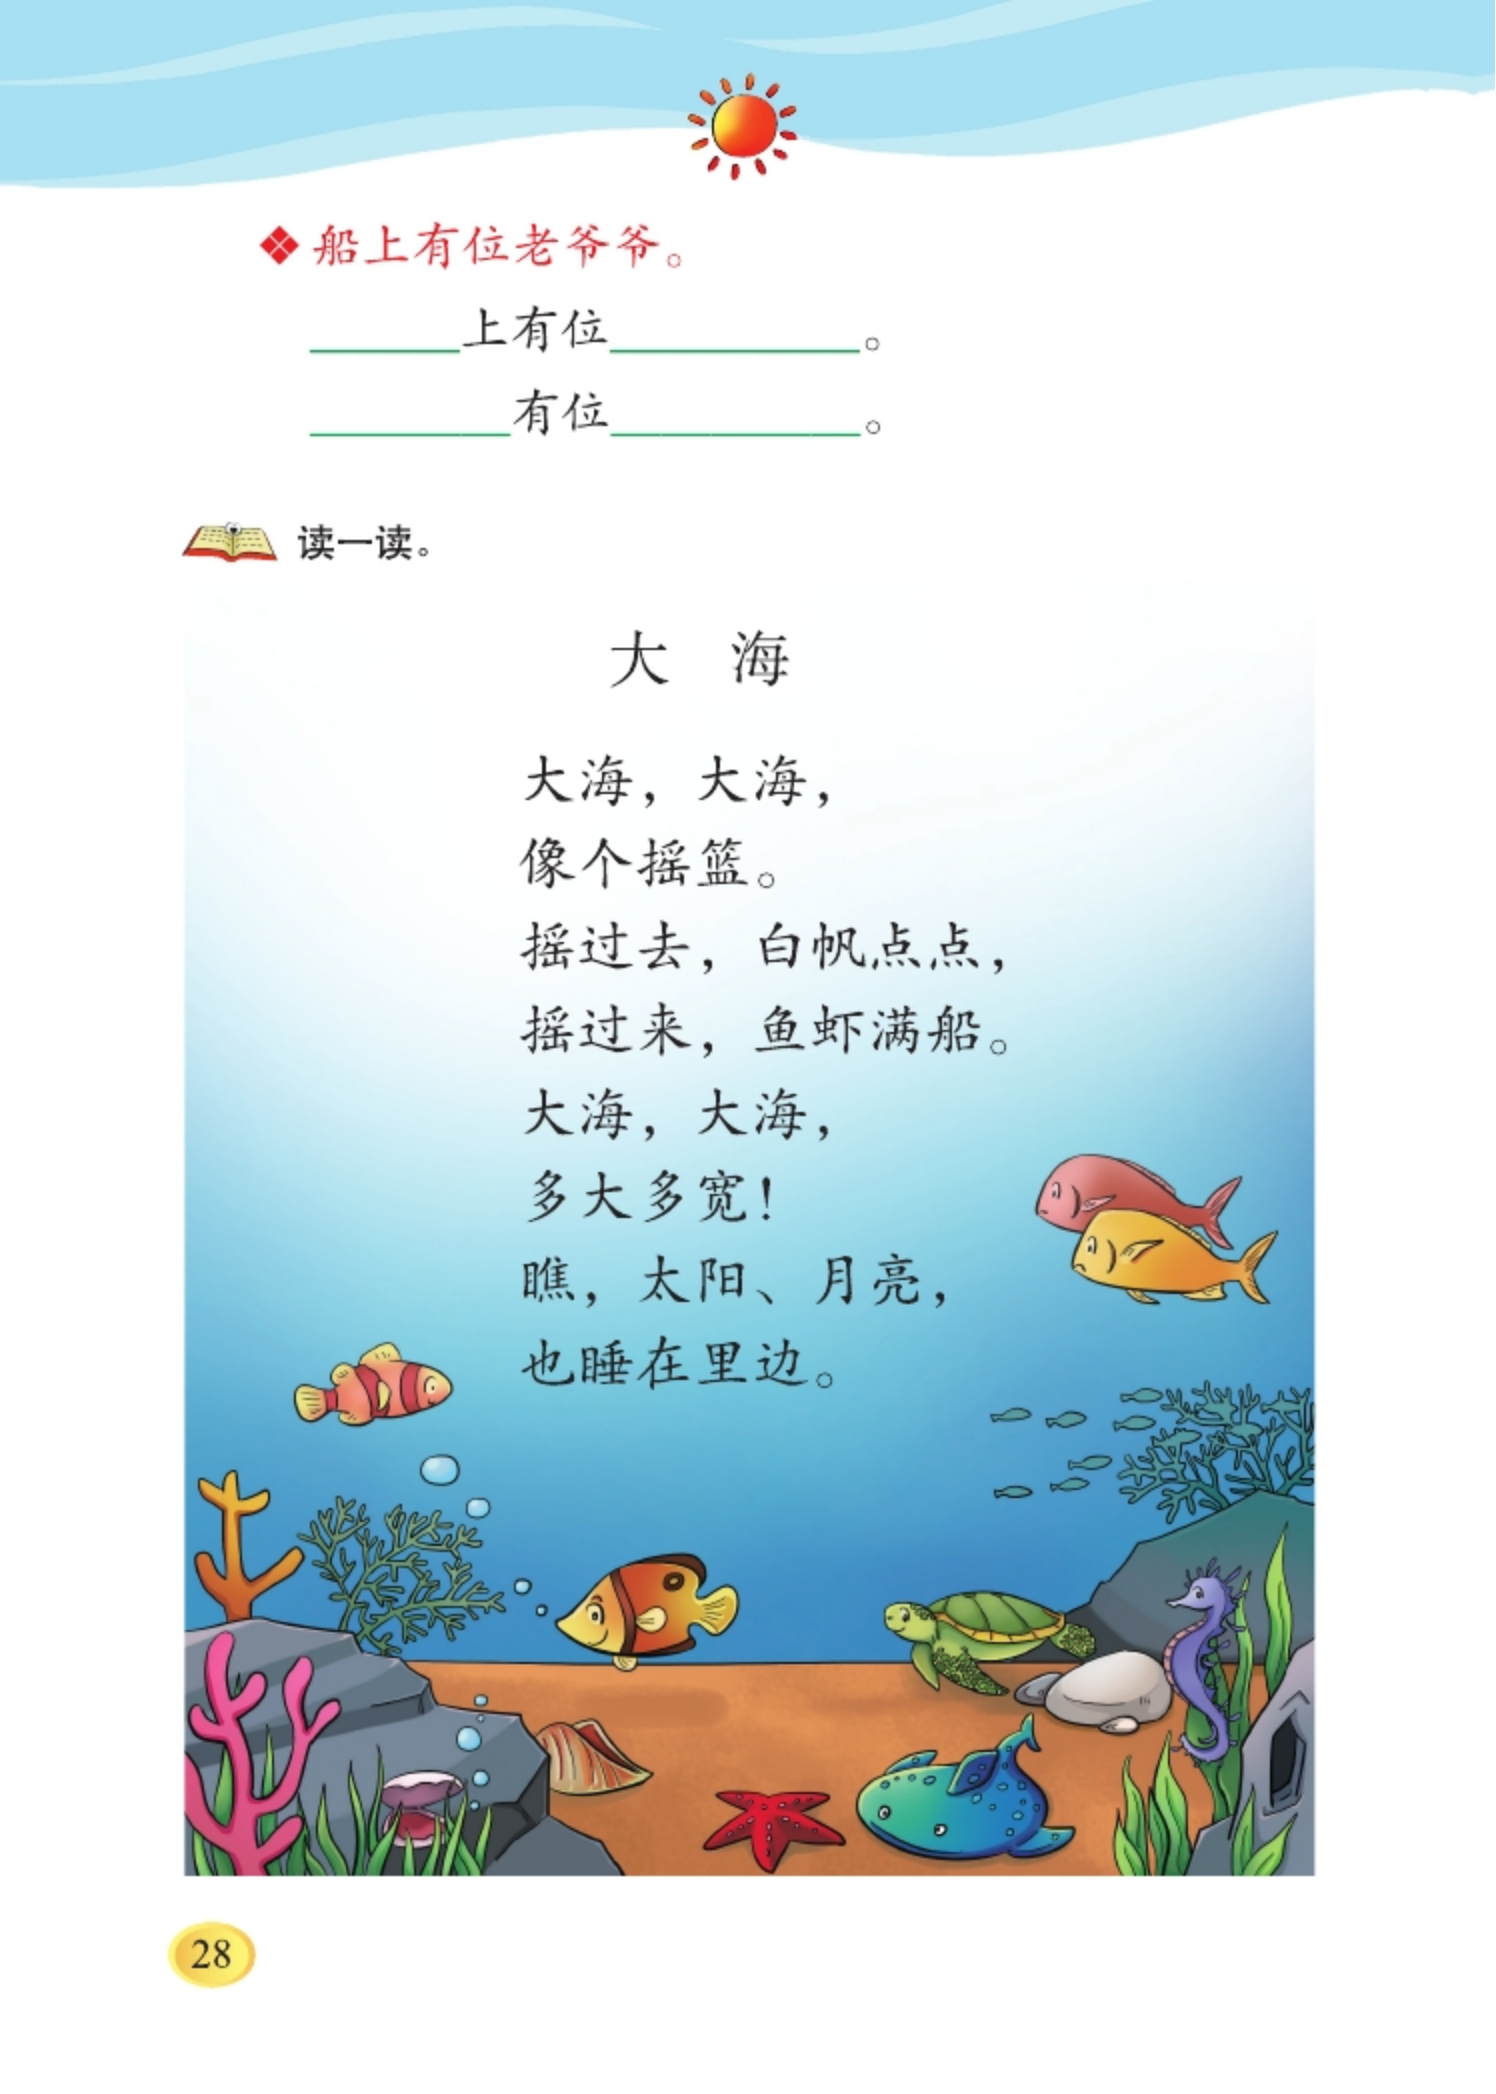 船上有位老爷爷。
______上有位__________。
________有位__________。
读一读。
大 海
大海，大海，
像个摇篮。
摇过去，白帆点点，
摇过来，鱼虾满船。
大海，大海，
多大多宽！
瞧，太阳、月亮，
也睡在里边。
28